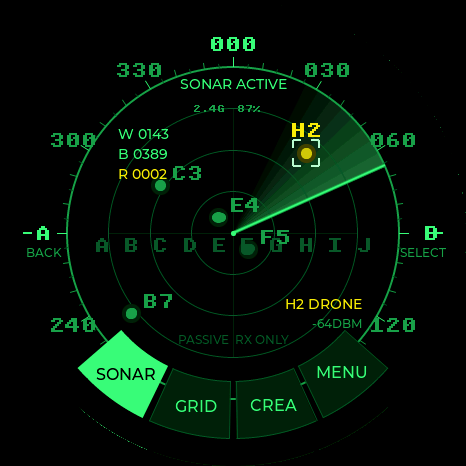 000
330
030
SONAR ACTIVE
2.4G 87%
H2
W 0143
300
060
B 0389
R 0002
C3
E4
-A
B-
F5
A B C D E F G H I J
BACK
SELECT
B7
H2 DRONE
-64DBM
240
120
PASSIVE RX ONLY
SONAR
MENU
GRID
CREA